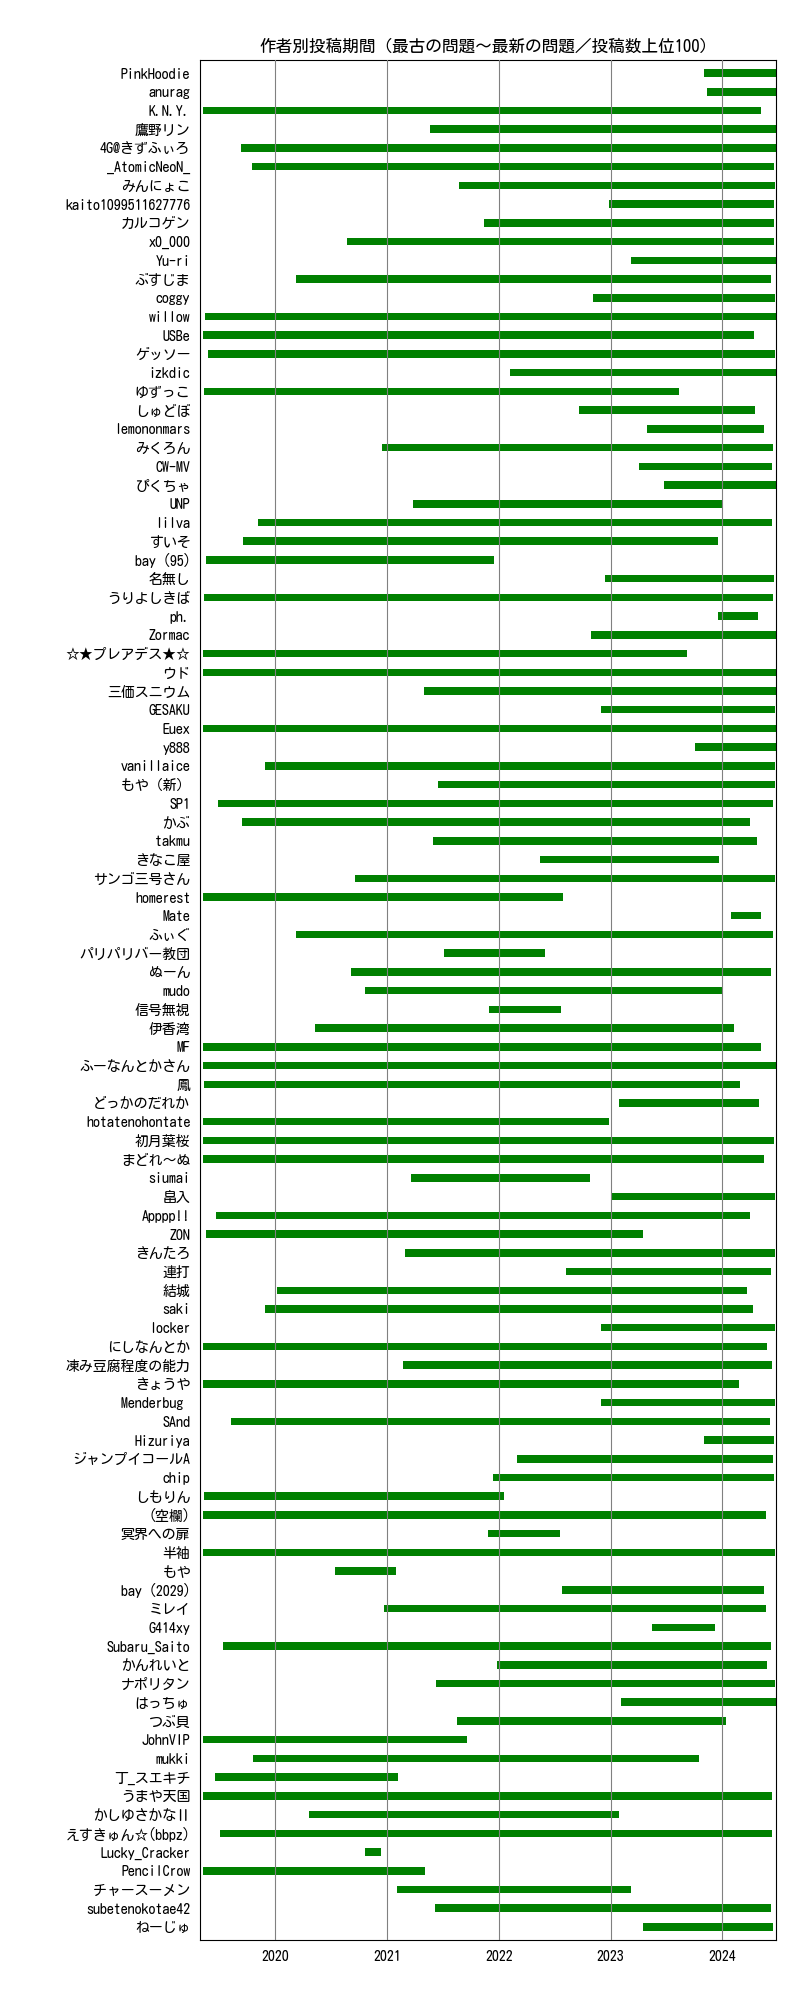 作者別投稿期間（最古の問題～最新の問題／投稿数上位100）
PinkHoodie
anurag
K.N.Y.
鷹野リン
4G@きずふぃろ
_AtomicNeoN_
みんにょこ
kaito1099511627776
カルコゲン
x0_000
Yu-ri
ぶすじま
coggy
willow
USBe
ゲッソー
izkdic
ゆずっこ
しゅどぼ
lemononmars
みくろん
CW-MV
ぴくちゃ
UNP
lilva
すいそ
bay (95)
名無し
うりよしきば
ph.
Zormac
☆★プレアデス★☆
ウド
三価スニウム
GESAKU
Euex
y888
vanillaice
もや（新）
SP1
かぶ
takmu
きなこ屋
サンゴ三号さん
homerest
Mate
ふぃぐ
パリパリバー教団
ぬーん
mudo
信号無視
伊香湾
MF
ふーなんとかさん
鳳
どっかのだれか
hotatenohontate
初月葉桜
まどれ～ぬ
siumai
畠入
Appppll
ZON
きんたろ
連打
結城
saki
locker
にしなんとか
凍み豆腐程度の能力
きょうや
Menderbug
SAnd
Hizuriya
ジャンプイコールA
chip
しもりん
(空欄)
冥界への扉
半袖
もや
bay (2029)
ミレイ
G414xy
Subaru_Saito
かんれいと
ナポリタン
はっちゅ
つぶ貝
JohnVIP
mukki
丁_スエキチ
うまや天国
かしゆさかなII
えすきゅん☆(bbpz)
Lucky_Cracker
PencilCrow
チャースーメン
subetenokotae42
ねーじゅ
2020 2021 2022 2023 2024